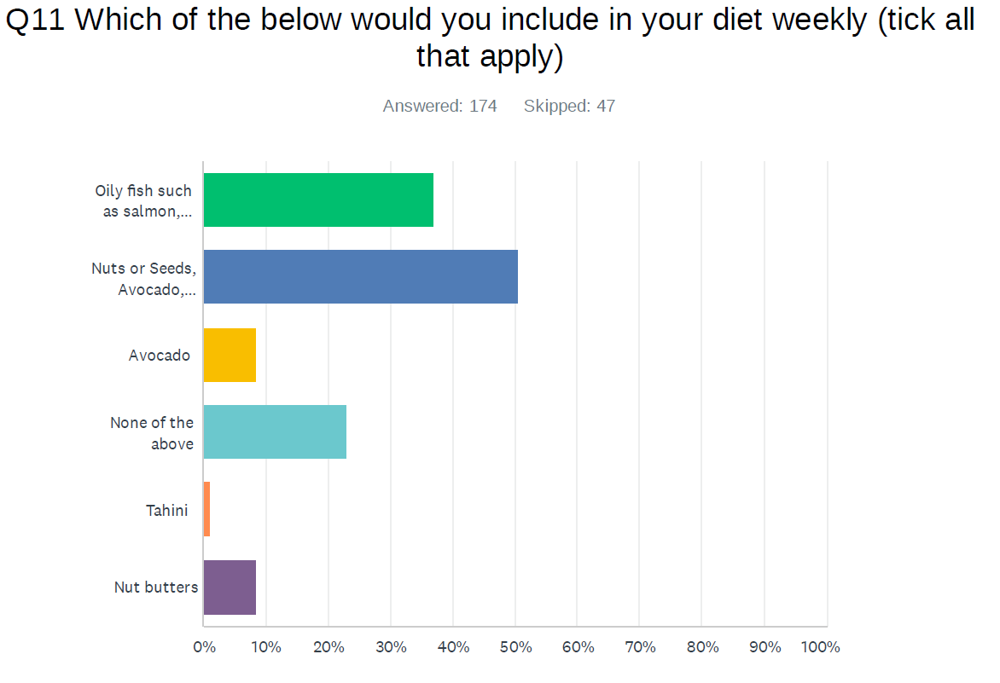 Q11 Which of the below would you include in your diet weekly (tick all
that apply)
Answered: 174 Skipped: 47
Oily fish such
as salmon,...
Nuts or Seeds,
Avocado,...
Avocado
None of the
above
Tahini
Nut butters
0% 10% 20% 30% 40% 50% 60% 70% 80% 90% 100%